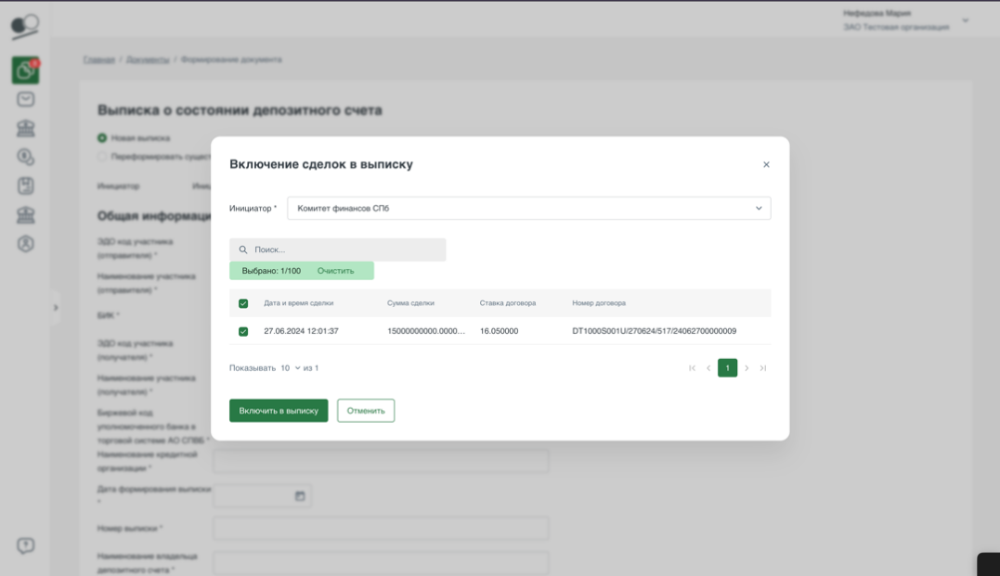 Нефедова Мария
ЗАО Тестовая организация
Главная / Документы / Формирование документа
Выписка о состоянии депозитного счета
Новая выписка
Переформировать сущест
Инициатор Иниц
Общая информаци
ЭДО код участника
(отправителя) *
Наименование участника
(отправителя) *
БИК *
ЭДО код участника
(получателя) *
Наименование участника
(получателя) *
Биржевой код
уполномоченного банка в
торговой системе АО СПВБ *
Наименование кредитной
организации *
Дата формирования выписки
*
Номер выписки *
Наименование владельца
депозитного счета *
Включение сделок в выписку
Инициатор * Комитет финансов СПб
Поиск...
Выбрано: 1/100 Очистить
Дата и время сделки Сумма сделки Ставка договора Номер договора
27.06.2024 12:01:37 15000000000.0000... 16.050000 DT1000S001U/270624/517/24062700000009
Показывать 10 из 1
1
Включить в выписку Отменить